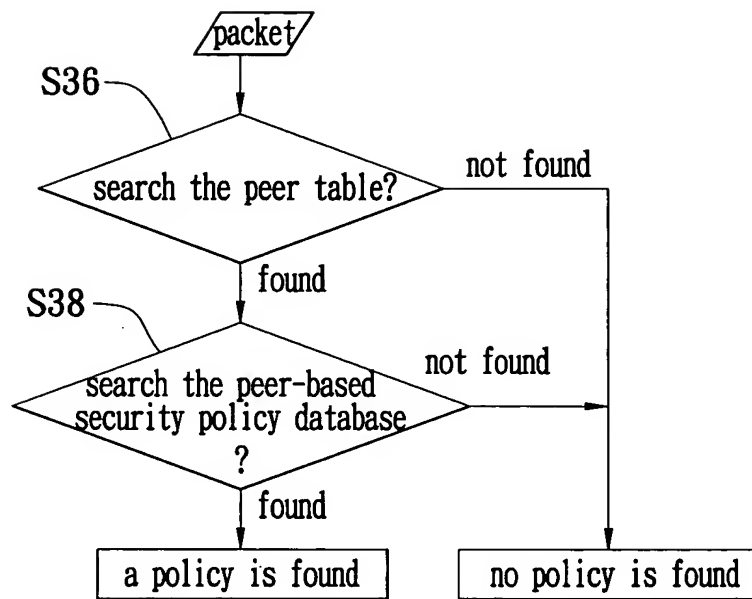 packet
S36
search the peer table?
not found
found
S38
not found
search the peer-based
security policy database
?
found
a policy is found
no policy is found